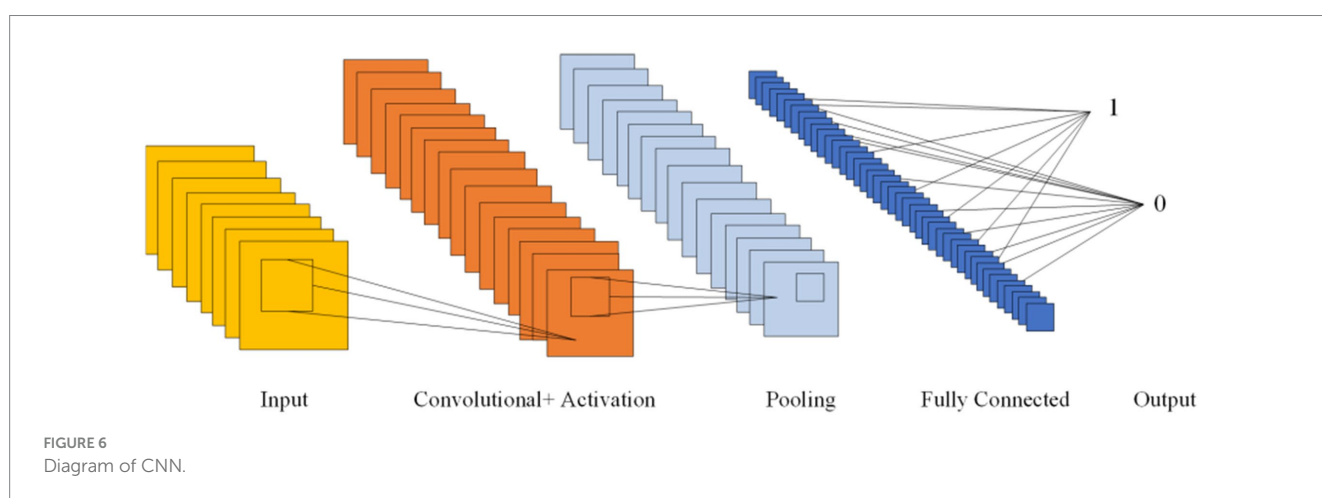 1
0
Input Convolutional+ Activation Pooling Fully Connected Output
FIGURE 6
Diagram of CNN.